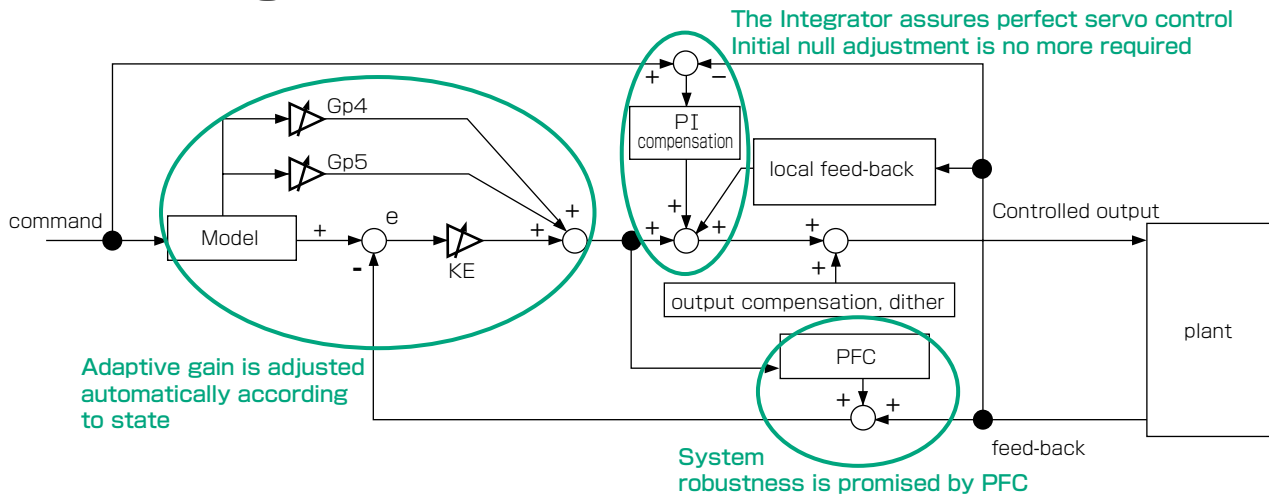 The Integrator assures perfect servo control
Initial null adjustment is no more required
+
−
Gp4
PI
compensation
Gp5
local feed-back
+
+
command
e
Controlled output
Model
+
+
+
+
+
-
KE
+
output compensation, dither
plant
PFC
Adaptive gain is adjusted
automatically according
to state
+
+
feed-back
System
robustness is promised by PFC